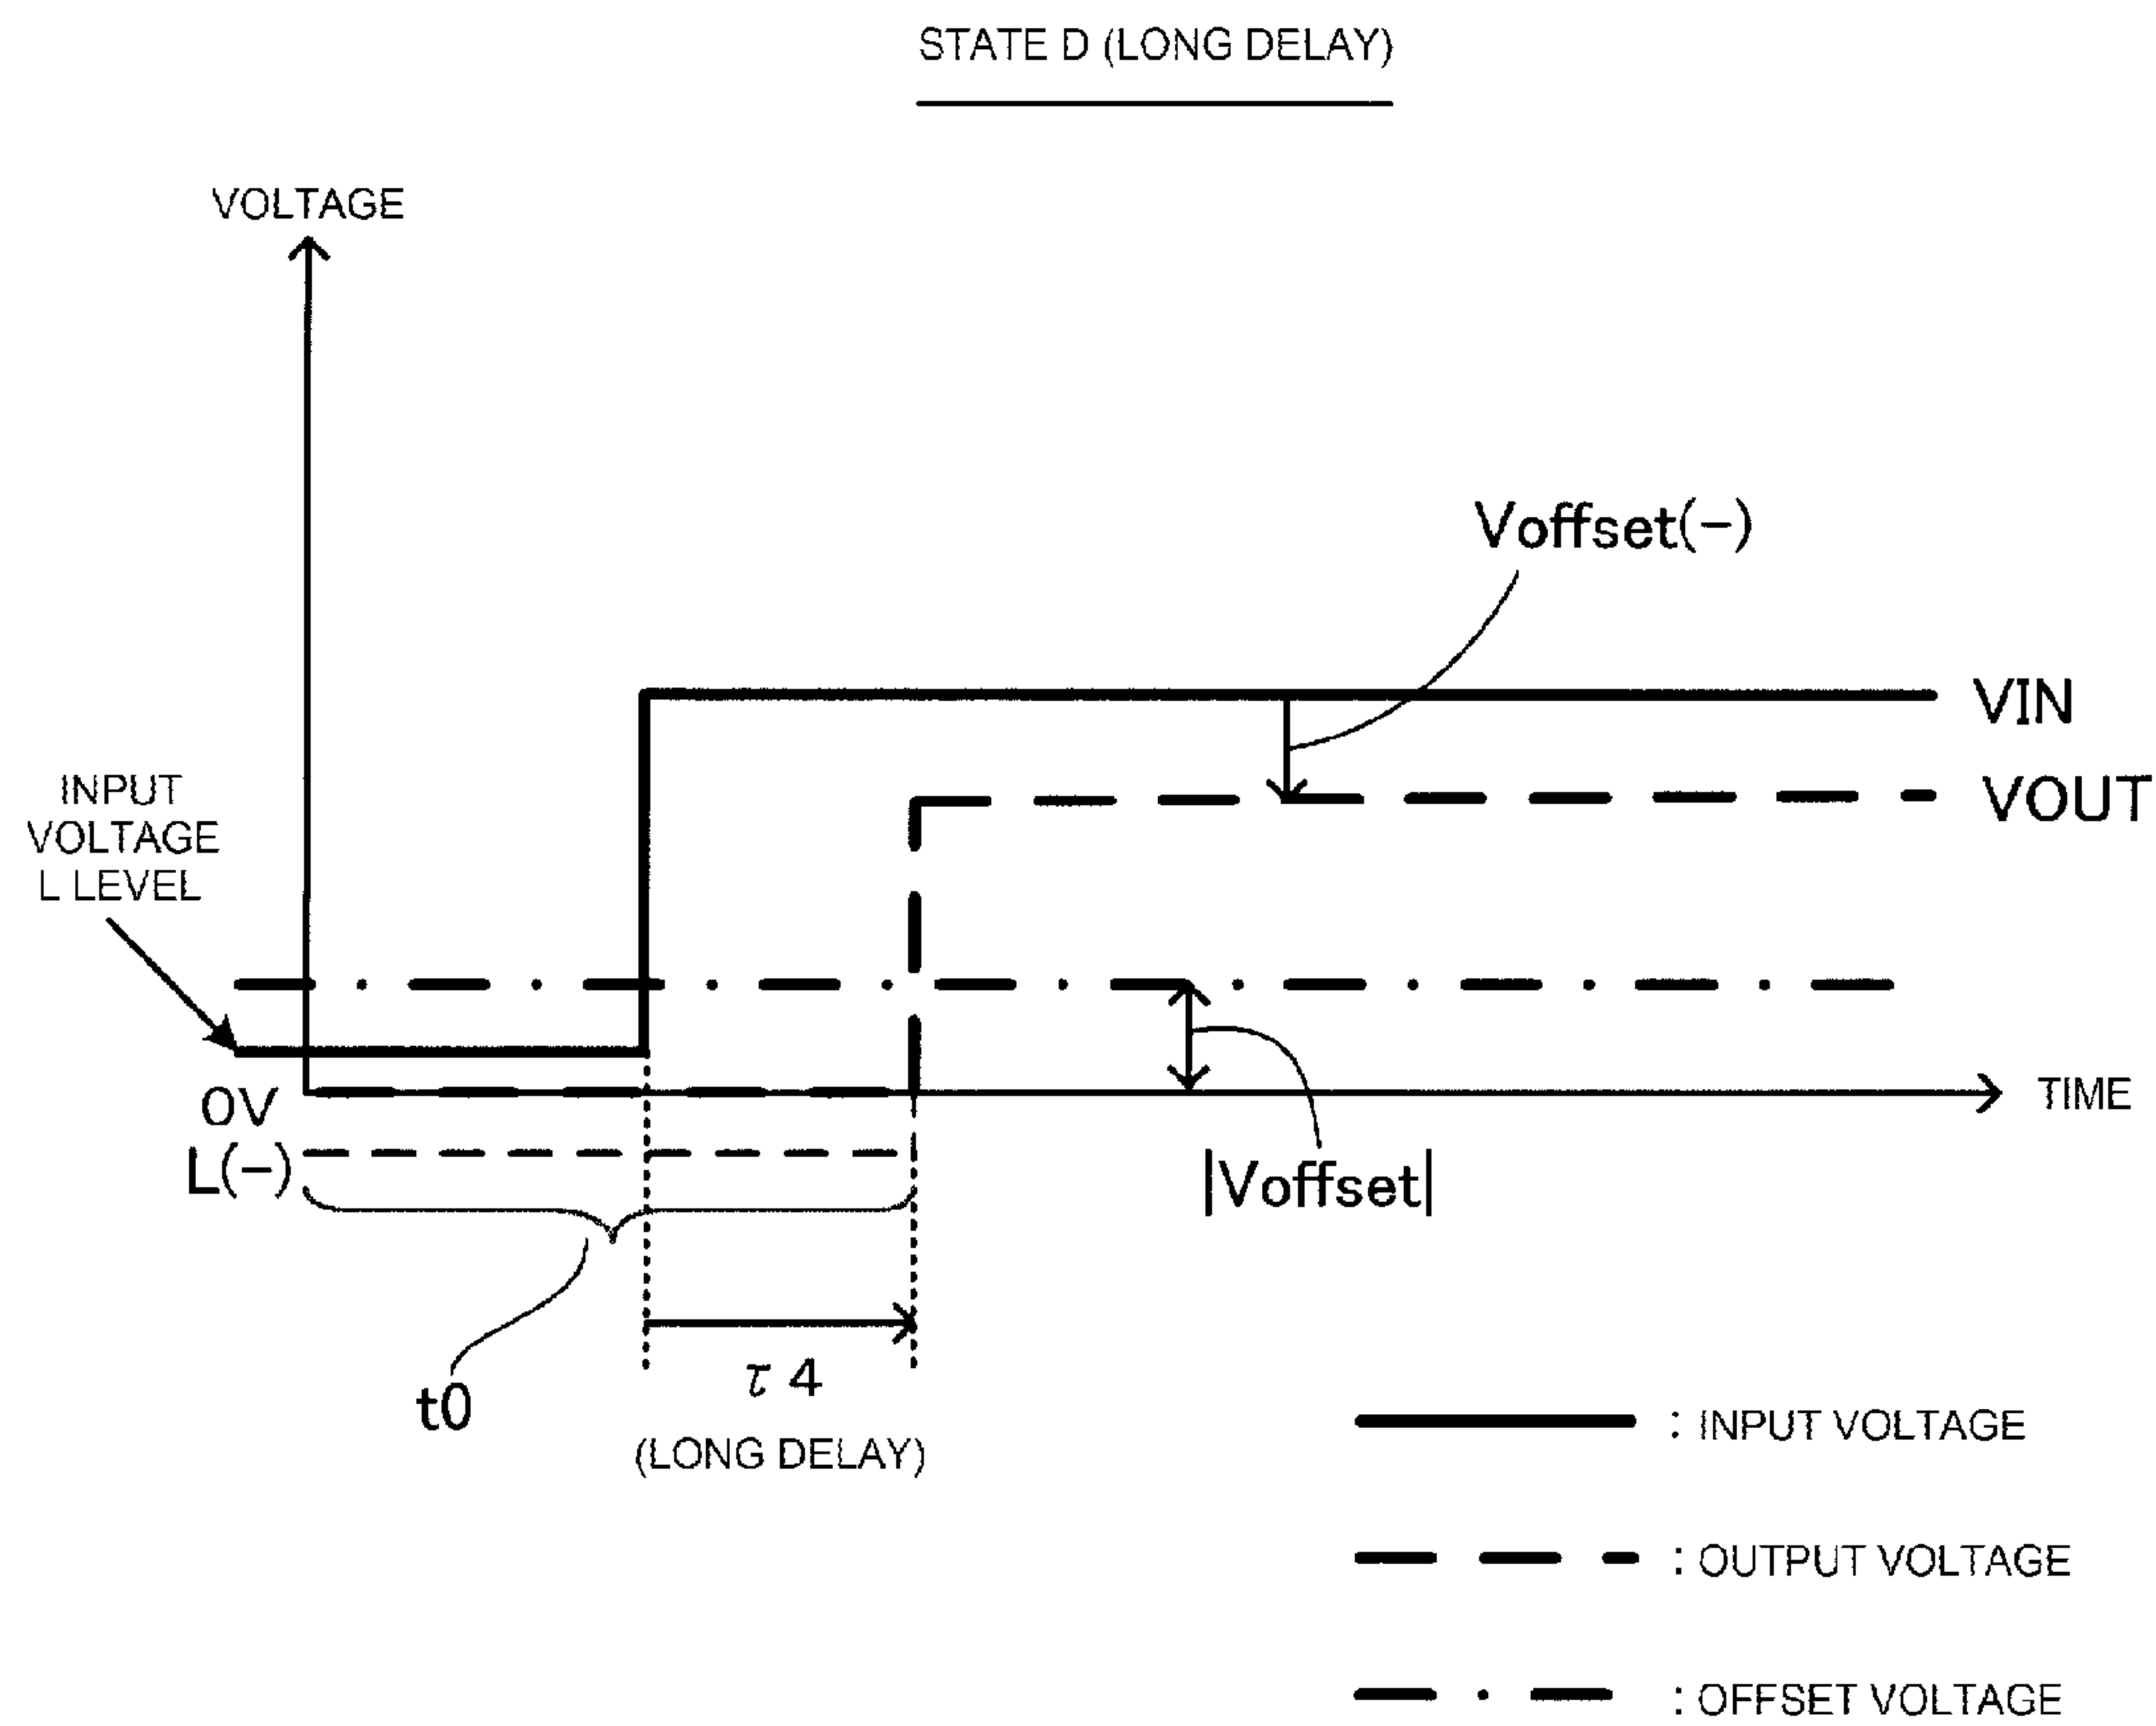 STATE D (LONG DELAY)
VOLTAGE
Voffset(−)
VIN
INPUT
VOLTAGE
L LEVEL
VOUT
0V
TIME
L(−)
|Voffset|
t0
τ4
(LONG DELAY)
: INPUT VOLTAGE
: OUTPUT VOLTAGE
: OFFSET VOLTAGE